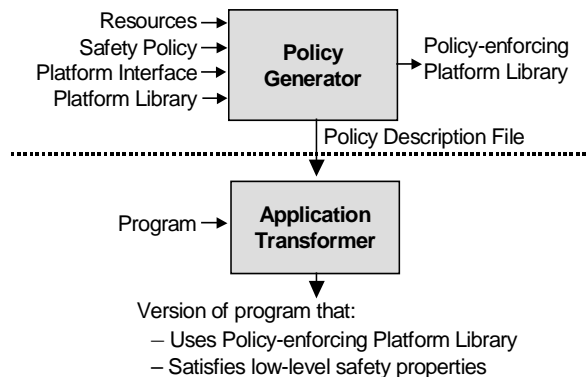 Resources
Safety Policy
Platform Interface
Platform Library
Policy
Generator
Policy-enforcing
Platform Library
Policy Description File
Program
Application
Transformer
Version of program that:
– Uses Policy-enforcing Platform Library
– Satisfies low-level safety properties